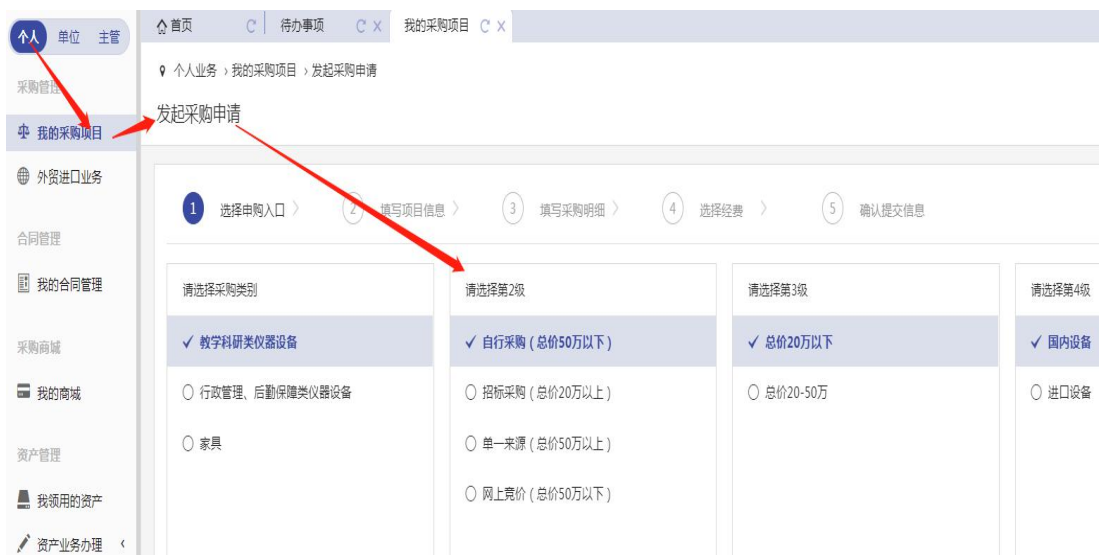 个人 单位 主管
首页 待办事项 我的采购项目
个人业务 › 我的采购项目 › 发起采购申请
采购管理
发起采购申请
我的采购项目
外贸进口业务
1 选择申购入口 〉 2 填写项目信息 〉 3 填写采购明细 〉 4 选择经费 〉 5 确认提交信息
合同管理
我的合同管理
请选择采购类别 请选择第2级 请选择第3级 请选择第4级
采购商城
✓ 教学科研类仪器设备 ✓ 自行采购(总价50万以下) ✓ 总价20万以下 ✓ 国内设备
我的商城
行政管理、后勤保障类仪器设备 招标采购(总价20万以上) 总价20-50万 进口设备
家具 单一来源(总价50万以上)
资产管理
我领用的资产
网上竞价(总价50万以下)
资产业务办理